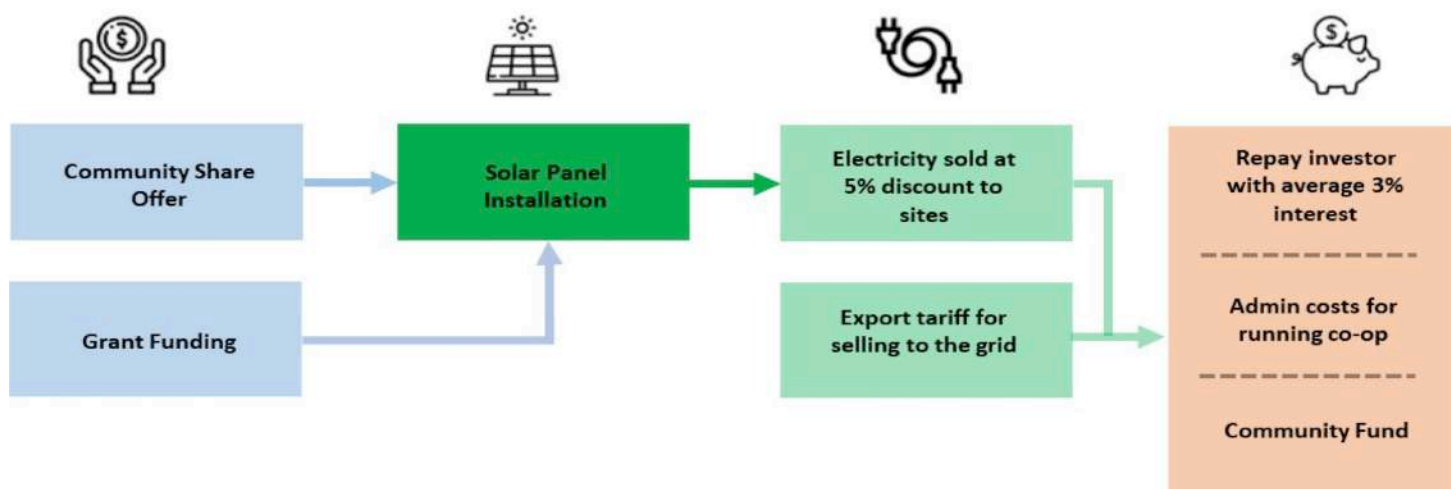 $
$
Community Share
Offer
Solar Panel
Installation
Electricity sold at
5% discount to
sites
Repay investor
with average 3%
interest
Grant Funding
Export tariff for
selling to the grid
Admin costs for
running co-op
Community Fund